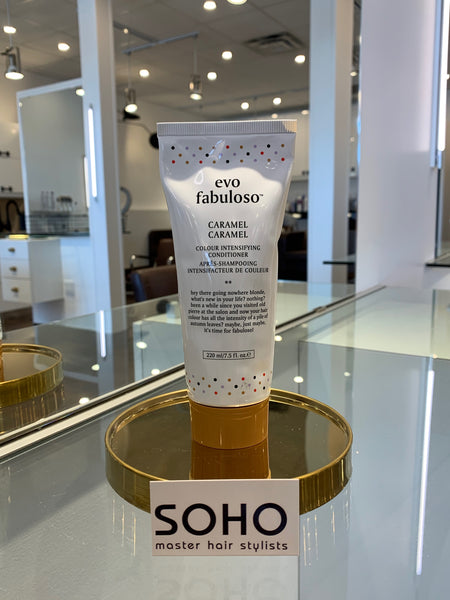 evo
fabuloso™
CARAMEL
CARAMEL
COLOUR INTENSIFYING
CONDITIONER
APRÈS-SHAMPOOING
INTENSIFACTEUR DE COULEUR
hey there going nowhere blonde,
what's new in your life? nothing?
been a while since you visited old
pierre at the salon and now your hair
colour has all the intensity of a pile of
autumn leaves? maybe, just maybe,
it's time for fabuloso!
220 ml/7.5 fl. oz.e
SOHO
master hair stylists